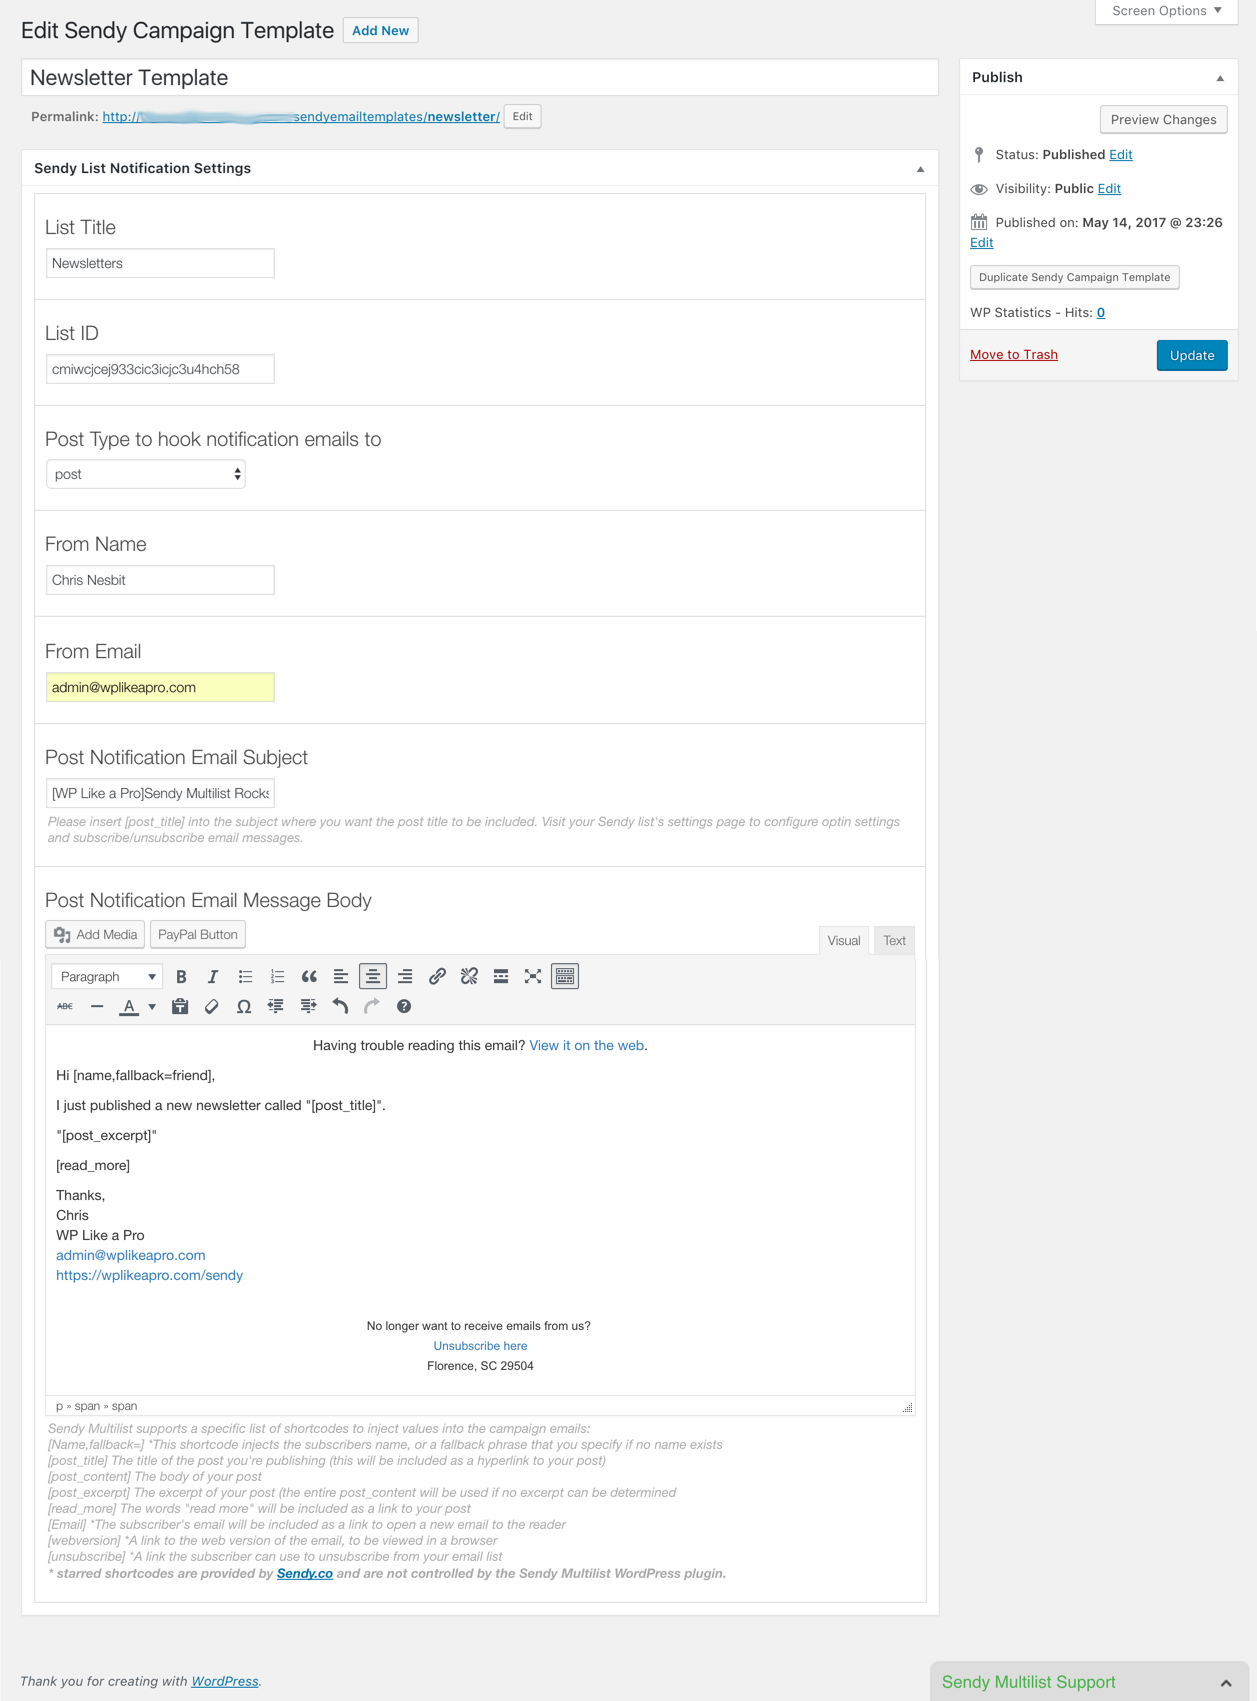 Screen Options
Edit Sendy Campaign Template Add New
Newsletter Template
Permalink: http:// sendyemailtemplates/newsletter/ Edit
Publish
Preview Changes
Status: Published Edit
Visibility: Public Edit
Published on: May 14, 2017 @ 23:26
Edit
Duplicate Sendy Campaign Template
WP Statistics - Hits: 0
Move to Trash Update
Sendy List Notification Settings
List Title
Newsletters
List ID
cmiwcjcej933cic3icjc3u4hch58
Post Type to hook notification emails to
post
From Name
Chris Nesbit
From Email
admin@wplikeapro.com
Post Notification Email Subject
[WP Like a Pro]Sendy Multilist Rocks
Please insert [post_title] into the subject where you want the post title to be included. Visit your Sendy list's settings page to configure optin settings
and subscribe/unsubscribe email messages.
Post Notification Email Message Body
Add Media PayPal Button
Visual Text
Paragraph B I
ABC A
Having trouble reading this email? View it on the web.
Hi [name,fallback=friend],
I just published a new newsletter called "[post_title]".
"[post_excerpt]"
[read_more]
Thanks,
Chris
WP Like a Pro
admin@wplikeapro.com
https://wplikeapro.com/sendy
No longer want to receive emails from us?
Unsubscribe here
Florence, SC 29504
p » span » span
Sendy Multilist supports a specific list of shortcodes to inject values into the campaign emails:
[Name,fallback=] *This shortcode injects the subscribers name, or a fallback phrase that you specify if no name exists
[post_title] The title of the post you're publishing (this will be included as a hyperlink to your post)
[post_content] The body of your post
[post_excerpt] The excerpt of your post (the entire post_content will be used if no excerpt can be determined
[read_more] The words "read more" will be included as a link to your post
[Email] *The subscriber's email will be included as a link to open a new email to the reader
[webversion] *A link to the web version of the email, to be viewed in a browser
[unsubscribe] *A link the subscriber can use to unsubscribe from your email list
* starred shortcodes are provided by Sendy.co and are not controlled by the Sendy Multilist WordPress plugin.
Thank you for creating with WordPress.
Sendy Multilist Support